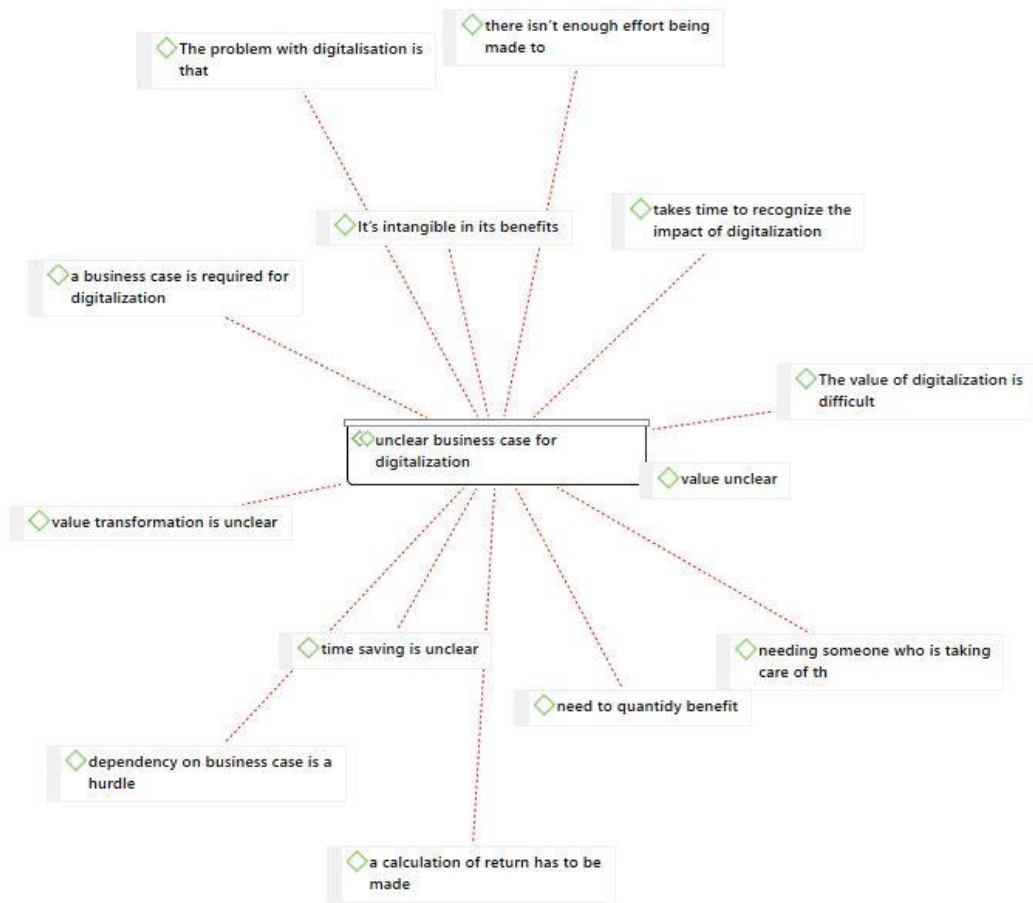 there isn't enough effort being
made to
The problem with digitalisation is
that
takes time to recognize the
impact of digitalization
It's intangible in its benefits
a business case is required for
digitalization
The value of digitalization is
difficult
unclear business case for
digitalization
value unclear
value transformation is unclear
time saving is unclear
needing someone who is taking
care of th
need to quantidy benefit
dependency on business case is a
hurdle
a calculation of return has to be
made